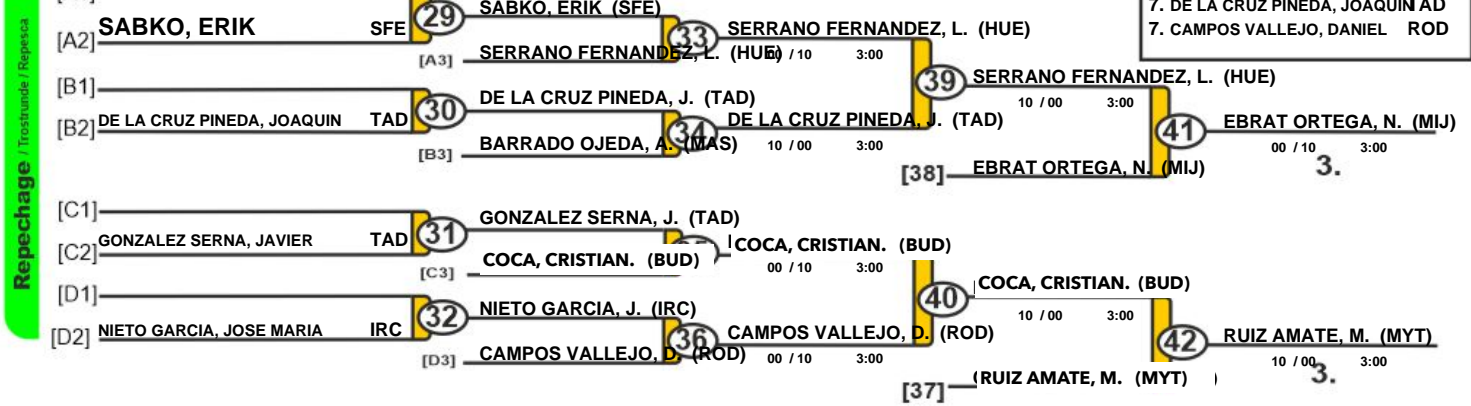 Repechage / Trostrunde / Repesca
7. DE LA CRUZ PINEDA, JOAQUIN AD
7. CAMPOS VALLEJO, DANIEL ROD
[A2] SABKO, ERIK SFE
29
SABKO, ERIK (SFE)
[A3] SERRANO FERNANDEZ, L. (HUE)
33
SERRANO FERNANDEZ, L. (HUE)
00 / 10 3:00
[B1]
[B2] DE LA CRUZ PINEDA, JOAQUIN TAD
30
DE LA CRUZ PINEDA, J. (TAD)
[B3] BARRADO OJEDA, A. (MAS)
34
DE LA CRUZ PINEDA, J. (TAD)
10 / 00 3:00
39
SERRANO FERNANDEZ, L. (HUE)
10 / 00 3:00
[38] EBRAT ORTEGA, N. (MIJ)
41
EBRAT ORTEGA, N. (MIJ)
00 / 10 3:00
3.
[C1]
[C2] GONZALEZ SERNA, JAVIER TAD
31
GONZALEZ SERNA, J. (TAD)
[C3] COCA, CRISTIAN. (BUD)
COCA, CRISTIAN. (BUD)
00 / 10 3:00
[D1]
[D2] NIETO GARCIA, JOSE MARIA IRC
32
NIETO GARCIA, J. (IRC)
[D3] CAMPOS VALLEJO, D. (ROD)
36
CAMPOS VALLEJO, D. (ROD)
00 / 10 3:00
40
COCA, CRISTIAN. (BUD)
10 / 00 3:00
[37] RUIZ AMATE, M. (MYT)
42
RUIZ AMATE, M. (MYT)
10 / 00 3:00
3.